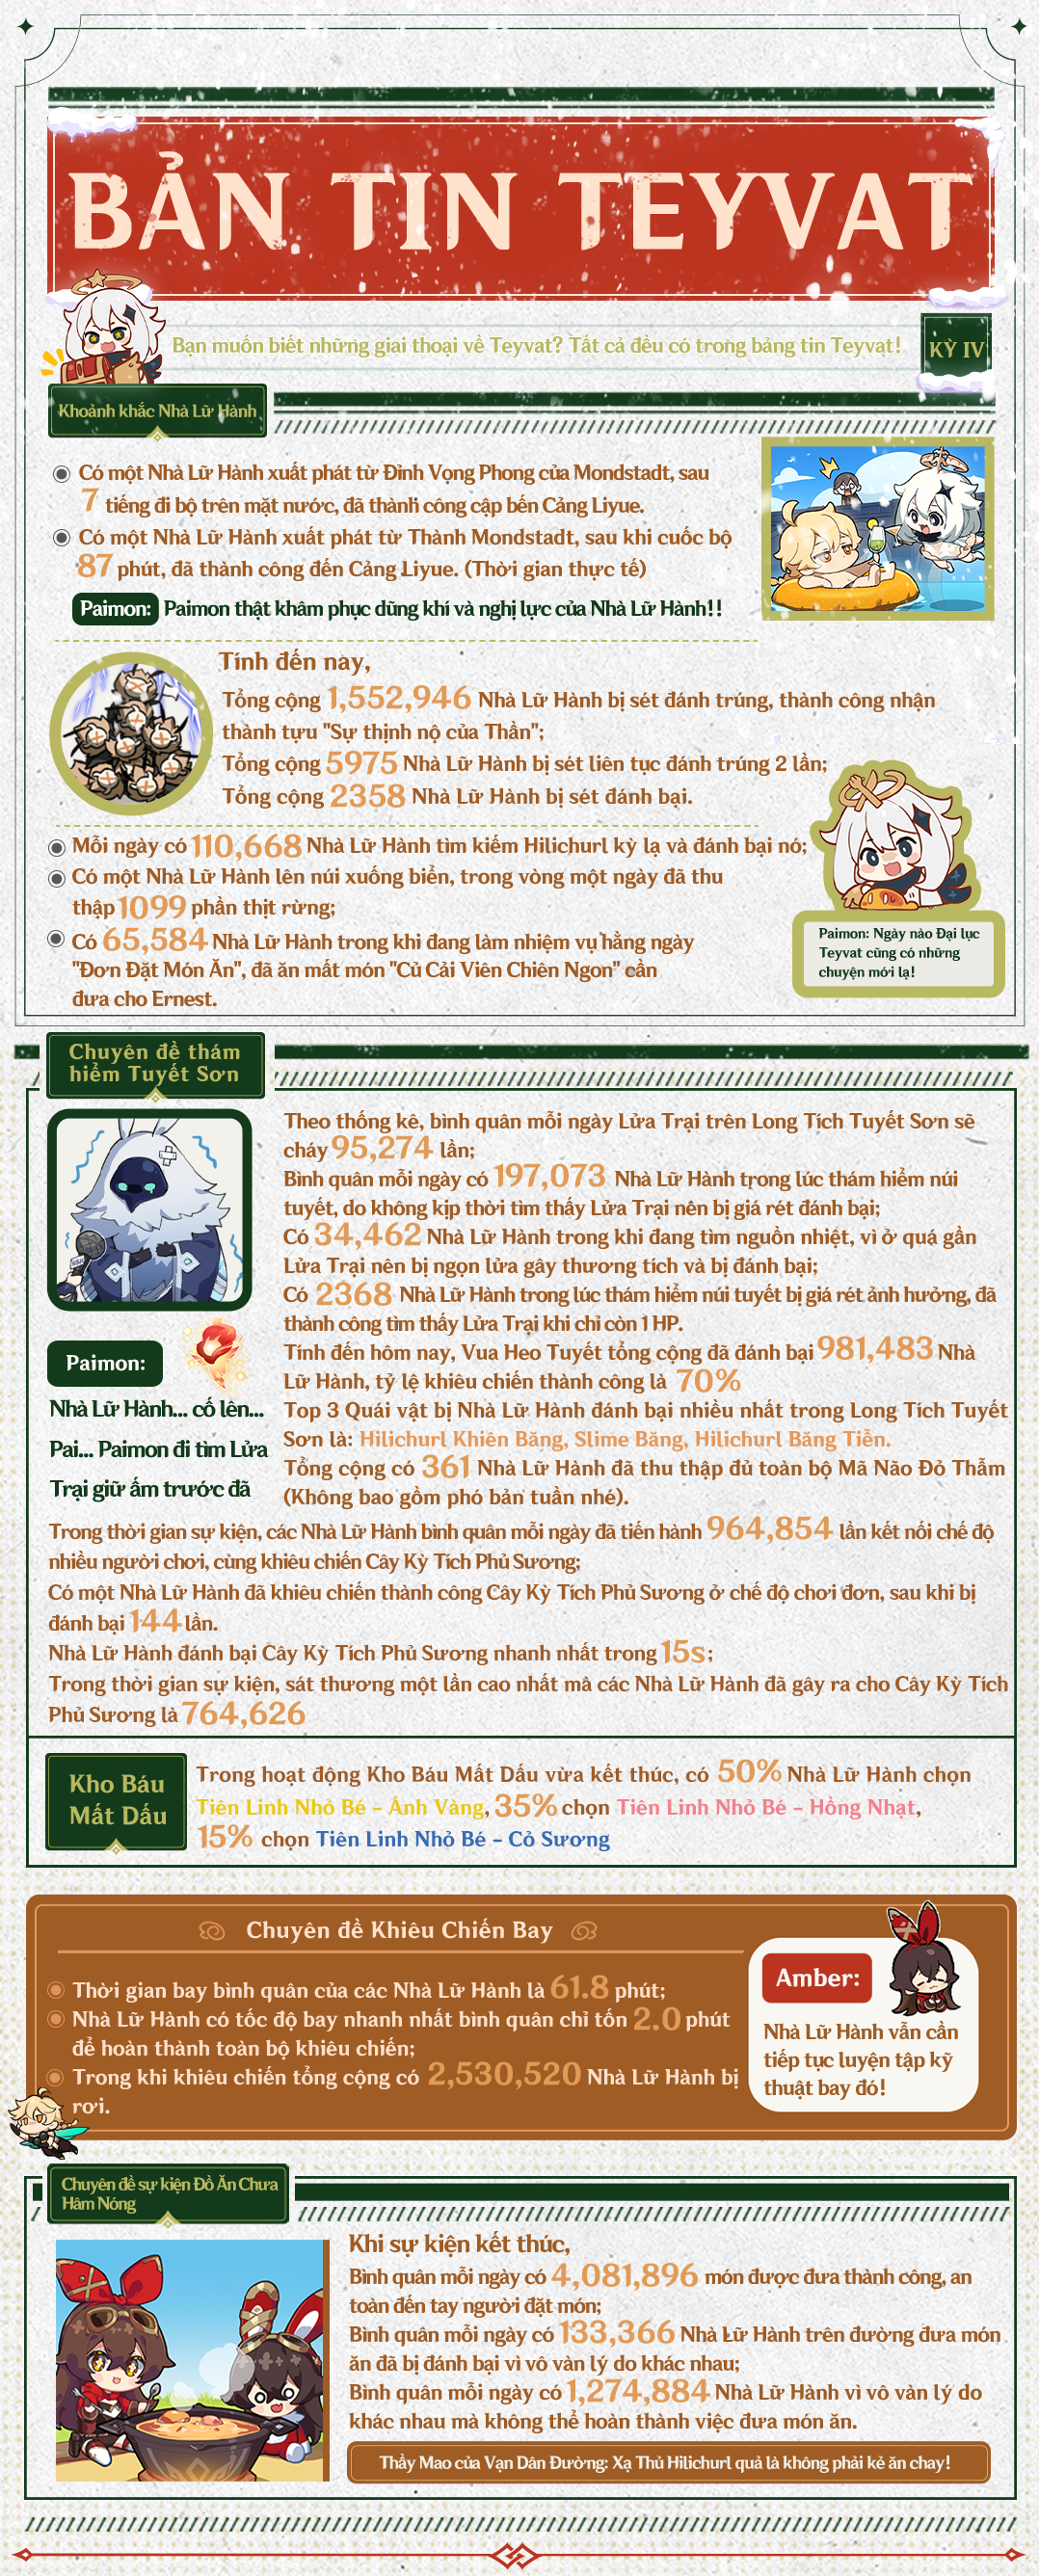 BẢN TIN TEYVAT
Bạn muốn biết những giai thoại về Teyvat? Tất cả đều có trong bảng tin Teyvat!
KỲ IV
Khoảnh khắc Nhà Lữ Hành
Có một Nhà Lữ Hành xuất phát từ Đỉnh Vọng Phong của Mondstadt, sau
7 tiếng đi bộ trên mặt nước, đã thành công cập bến Cảng Liyue.
Có một Nhà Lữ Hành xuất phát từ Thành Mondstadt, sau khi cuốc bộ
87 phút, đã thành công đến Cảng Liyue. (Thời gian thực tế)
Paimon: Paimon thật khâm phục dũng khí và nghị lực của Nhà Lữ Hành!!
Tính đến nay,
Tổng cộng 1,552,946 Nhà Lữ Hành bị sét đánh trúng, thành công nhận
thành tựu "Sự thịnh nộ của Thần";
Tổng cộng 5975 Nhà Lữ Hành bị sét liên tục đánh trúng 2 lần;
Tổng cộng 2358 Nhà Lữ Hành bị sét đánh bại.
Mỗi ngày có 110,668 Nhà Lữ Hành tìm kiếm Hilichurl kỳ lạ và đánh bại nó;
Có một Nhà Lữ Hành lên núi xuống biển, trong vòng một ngày đã thu
thập 1099 phần thịt rừng;
Có 65,584 Nhà Lữ Hành trong khi đang làm nhiệm vụ hằng ngày
"Đơn Đặt Món Ăn", đã ăn mất món "Củ Cải Viên Chiên Ngon" cần
đưa cho Ernest.
Paimon: Ngày nào Đại lục
Teyvat cũng có những
chuyện mới lạ!
Chuyên đề thám
hiểm Tuyết Sơn
Theo thống kê, bình quân mỗi ngày Lửa Trại trên Long Tích Tuyết Sơn sẽ
cháy 95,274 lần;
Bình quân mỗi ngày có 197,073 Nhà Lữ Hành trong lúc thám hiểm núi
tuyết, do không kịp thời tìm thấy Lửa Trại nên bị giá rét đánh bại;
Có 34,462 Nhà Lữ Hành trong khi đang tìm nguồn nhiệt, vì ở quá gần
Lửa Trại nên bị ngọn lửa gây thương tích và bị đánh bại;
Có 2368 Nhà Lữ Hành trong lúc thám hiểm núi tuyết bị giá rét ảnh hưởng, đã
thành công tìm thấy Lửa Trại khi chỉ còn 1 HP.
Tính đến hôm nay, Vua Heo Tuyết tổng cộng đã đánh bại 981,483 Nhà
Lữ Hành, tỷ lệ khiêu chiến thành công là 70%
Top 3 Quái vật bị Nhà Lữ Hành đánh bại nhiều nhất trong Long Tích Tuyết
Sơn là: Hilichurl Khiên Băng, Slime Băng, Hilichurl Băng Tiễn.
Tổng cộng có 361 Nhà Lữ Hành đã thu thập đủ toàn bộ Mã Não Đỏ Thẫm
(Không bao gồm phó bản tuần nhé).
Paimon:
Nhà Lữ Hành... cố lên...
Pai... Paimon đi tìm Lửa
Trại giữ ấm trước đã
Trong thời gian sự kiện, các Nhà Lữ Hành bình quân mỗi ngày đã tiến hành 964,854 lần kết nối chế độ
nhiều người chơi, cùng khiêu chiến Cây Kỳ Tích Phủ Sương;
Có một Nhà Lữ Hành đã khiêu chiến thành công Cây Kỳ Tích Phủ Sương ở chế độ chơi đơn, sau khi bị
đánh bại 144 lần.
Nhà Lữ Hành đánh bại Cây Kỳ Tích Phủ Sương nhanh nhất trong 15s;
Trong thời gian sự kiện, sát thương một lần cao nhất mà các Nhà Lữ Hành đã gây ra cho Cây Kỳ Tích
Phủ Sương là 764,626
Kho Báu
Mất Dấu
Trong hoạt động Kho Báu Mất Dấu vừa kết thúc, có 50% Nhà Lữ Hành chọn
Tiên Linh Nhỏ Bé - Ánh Vàng, 35% chọn Tiên Linh Nhỏ Bé - Hồng Nhạt,
15% chọn Tiên Linh Nhỏ Bé - Cỏ Sương
Chuyên đề Khiêu Chiến Bay
Thời gian bay bình quân của các Nhà Lữ Hành là 61.8 phút;
Nhà Lữ Hành có tốc độ bay nhanh nhất bình quân chỉ tốn 2.0 phút
để hoàn thành toàn bộ khiêu chiến;
Trong khi khiêu chiến tổng cộng có 2,530,520 Nhà Lữ Hành bị
rơi.
Amber:
Nhà Lữ Hành vẫn cần
tiếp tục luyện tập kỹ
thuật bay đó!
Chuyên đề sự kiện Đồ Ăn Chưa
Hâm Nóng
Khi sự kiện kết thúc,
Bình quân mỗi ngày có 4,081,896 món được đưa thành công, an
toàn đến tay người đặt món;
Bình quân mỗi ngày có 133,366 Nhà Lữ Hành trên đường đưa món
ăn đã bị đánh bại vì vô vàn lý do khác nhau;
Bình quân mỗi ngày có 1,274,884 Nhà Lữ Hành vì vô vàn lý do
khác nhau mà không thể hoàn thành việc đưa món ăn.
Thầy Mao của Vạn Dân Đường: Xạ Thủ Hilichurl quả là không phải kẻ ăn chay!